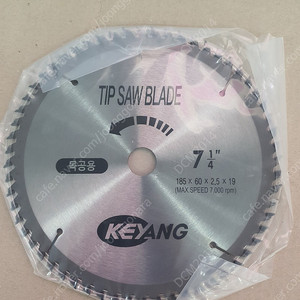 TIP SAW BLADE
목공용
7 1/4"
185 x 60 x 2.5 x 19
(MAX SPEED 7,000 rpm)
KEYANG